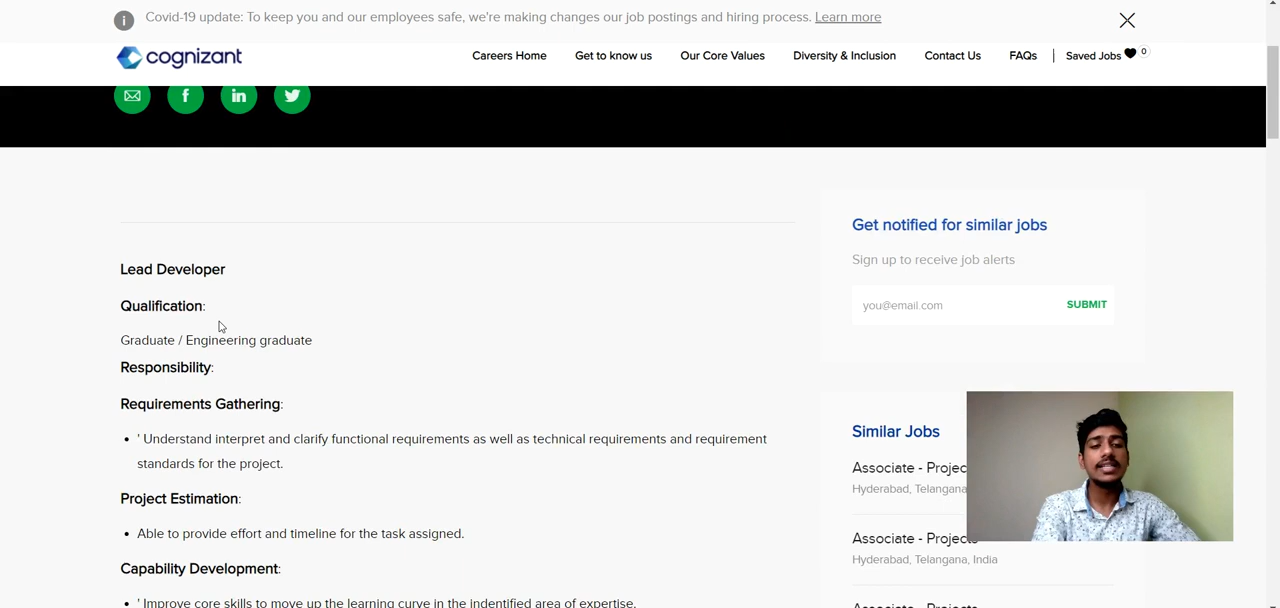 Covid-19 update: To keep you and our employees safe, we're making changes our job postings and hiring process. Learn more
cognizant
Careers Home
Get to know us
Our Core Values
Diversity & Inclusion
Contact Us
FAQs
Saved Jobs
0
f
in
Lead Developer
Qualification:
Graduate / Engineering graduate
Responsibility:
Requirements Gathering:
• ' Understand interpret and clarify functional requirements as well as technical requirements and requirement
standards for the project.
Project Estimation:
• Able to provide effort and timeline for the task assigned.
Capability Development:
• ' Improve core skills to move up the learning curve in the indentified area of expertise.
Get notified for similar jobs
Sign up to receive job alerts
you@email.com
SUBMIT
Similar Jobs
Associate - Projec
Hyderabad, Telangana
Associate - Projects
Hyderabad, Telangana, India